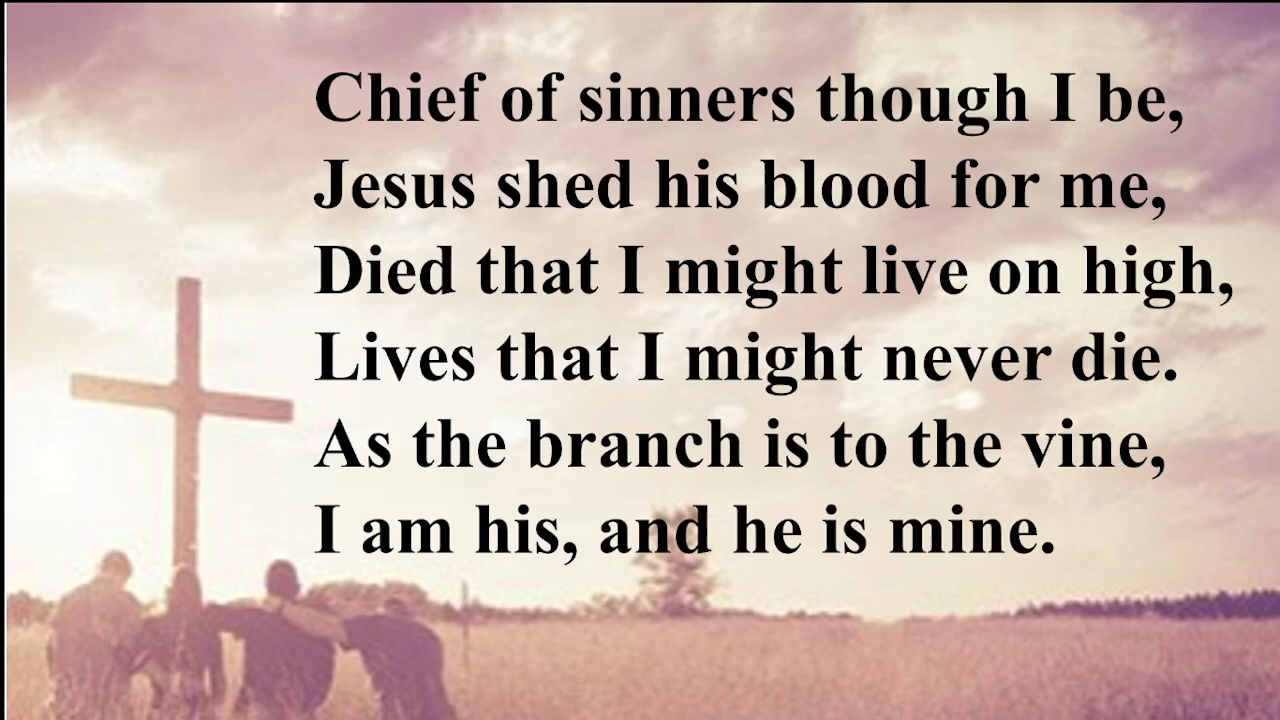 Chief of sinners though I be,
Jesus shed his blood for me,
Died that I might live on high,
Lives that I might never die.
As the branch is to the vine,
I am his, and he is mine.